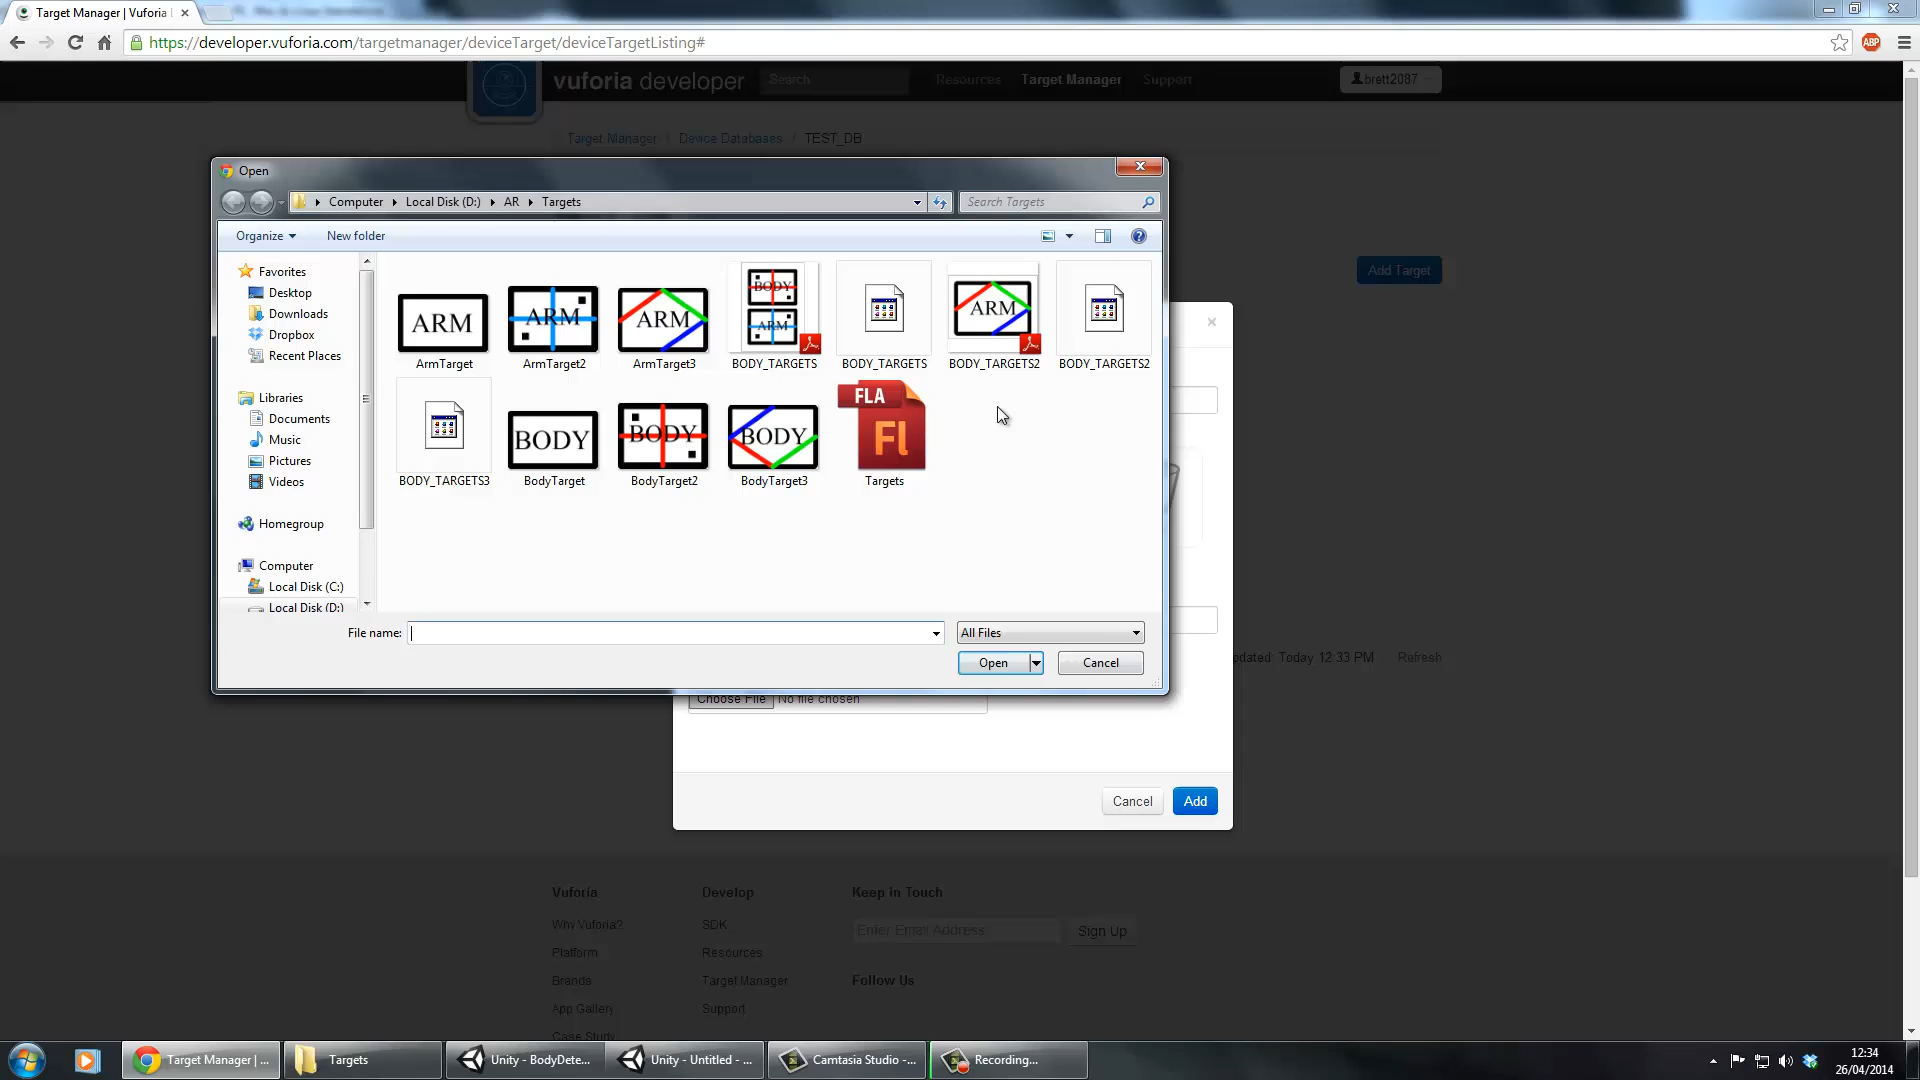 Target Manager | Vuforia
https://developer.vuforia.com/targetmanager/deviceTarget/deviceTargetListing#
ABP
vuforia developer
Search
Resources
Target Manager
Support
brett2087
Target Manager / Device Databases / TEST_DB
Add Target
Open
Computer
Local Disk (D:)
AR
Targets
Search Targets
Organize
New folder
Favorites
Desktop
Downloads
Dropbox
Recent Places
Libraries
Documents
Music
Pictures
Videos
Homegroup
Computer
Local Disk (C:)
Local Disk (D:)
ARM
ARM
ARM
BODY
ARM
ARM
ArmTarget
ArmTarget2
ArmTarget3
BODY_TARGETS
BODY_TARGETS
BODY_TARGETS2
BODY_TARGETS2
BODY
BODY
BODY
FLA
Fl
BODY_TARGETS3
BodyTarget
BodyTarget2
BodyTarget3
Targets
File name:
All Files
Open
Cancel
dated: Today 12:33 PM
Refresh
Choose File
No file chosen
Cancel
Add
Vuforia
Why Vuforia?
Platform
Brands
App Gallery
Case Study
Develop
SDK
Resources
Target Manager
Support
Keep in Touch
Enter Email Address
Sign Up
Follow Us
Target Manager | ...
Targets
Unity - BodyDete...
Unity - Untitled - ...
Camtasia Studio -...
Recording...
12:34
26/04/2014